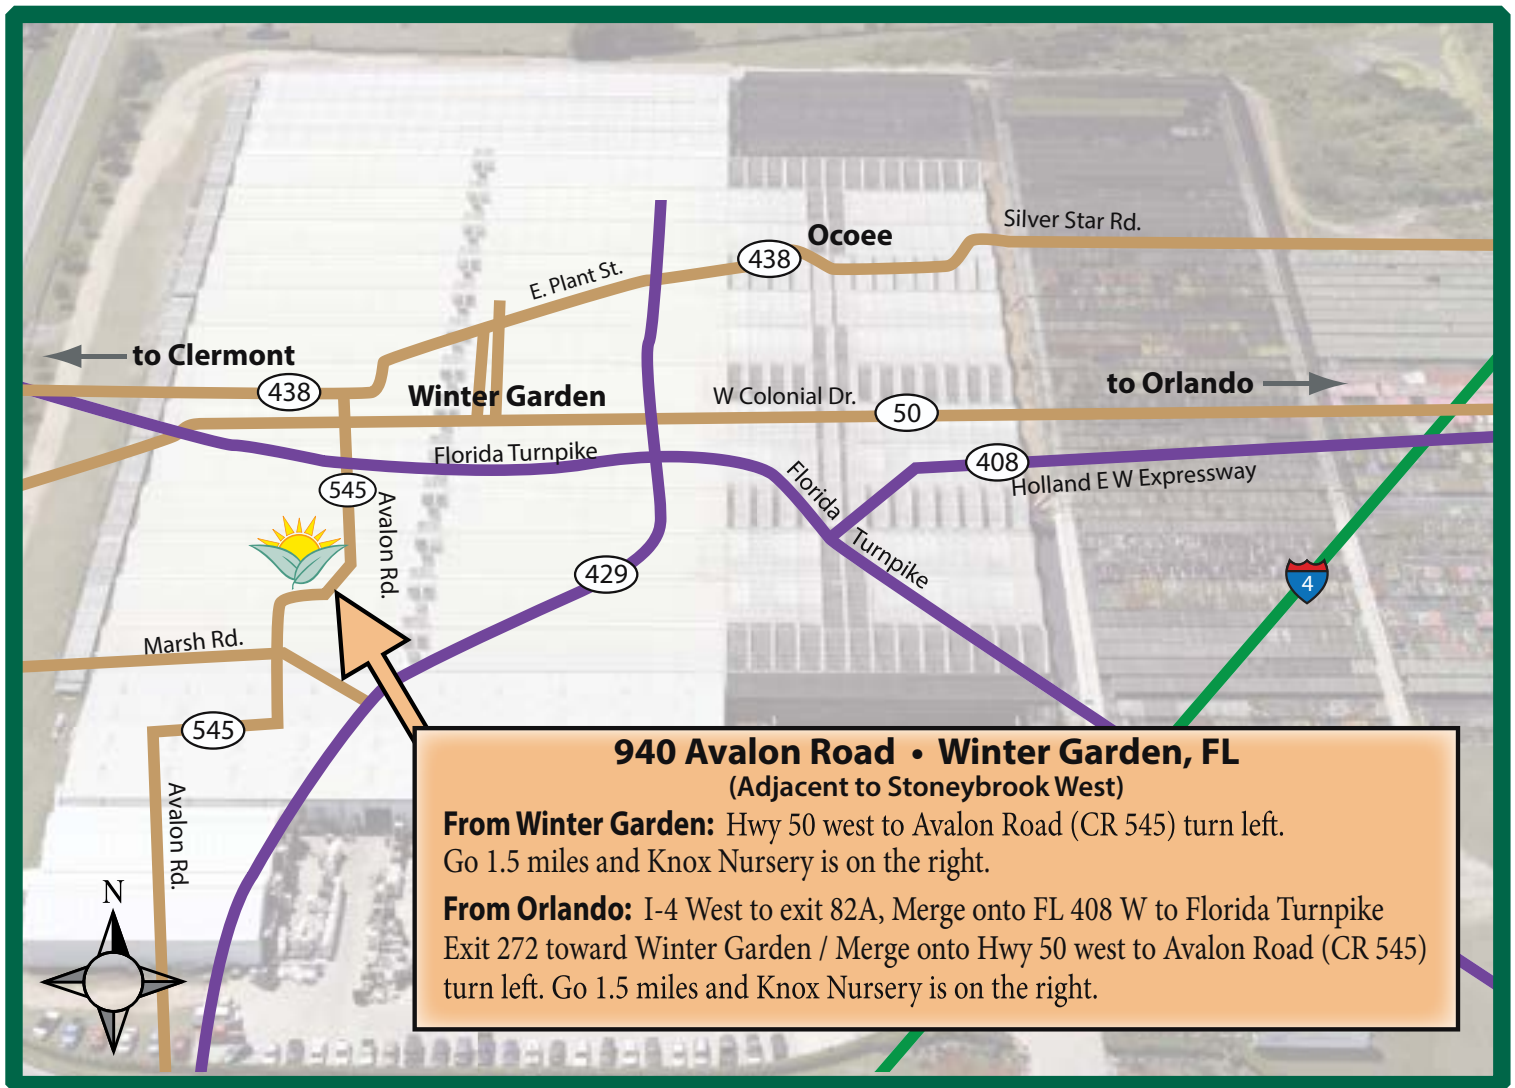 Silver Star Rd.
Ocoee
438
E. Plant St.
to Clermont
438
Winter Garden
W Colonial Dr.
50
to Orlando
Florida Turnpike
408
Holland E W Expressway
Florida
Turnpike
545
Avalon Rd.
429
4
Marsh Rd.
545
Avalon Rd.
N
940 Avalon Road • Winter Garden, FL
(Adjacent to Stoneybrook West)
From Winter Garden: Hwy 50 west to Avalon Road (CR 545) turn left.
Go 1.5 miles and Knox Nursery is on the right.
From Orlando: I-4 West to exit 82A, Merge onto FL 408 W to Florida Turnpike
Exit 272 toward Winter Garden / Merge onto Hwy 50 west to Avalon Road (CR 545)
turn left. Go 1.5 miles and Knox Nursery is on the right.